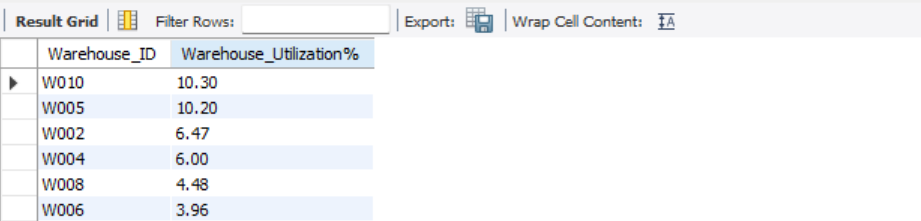 Result Grid Filter Rows: Export: Wrap Cell Content: IA
Warehouse_ID Warehouse_Utilization%
W010 10.30
W005 10.20
W002 6.47
W004 6.00
W008 4.48
W006 3.96